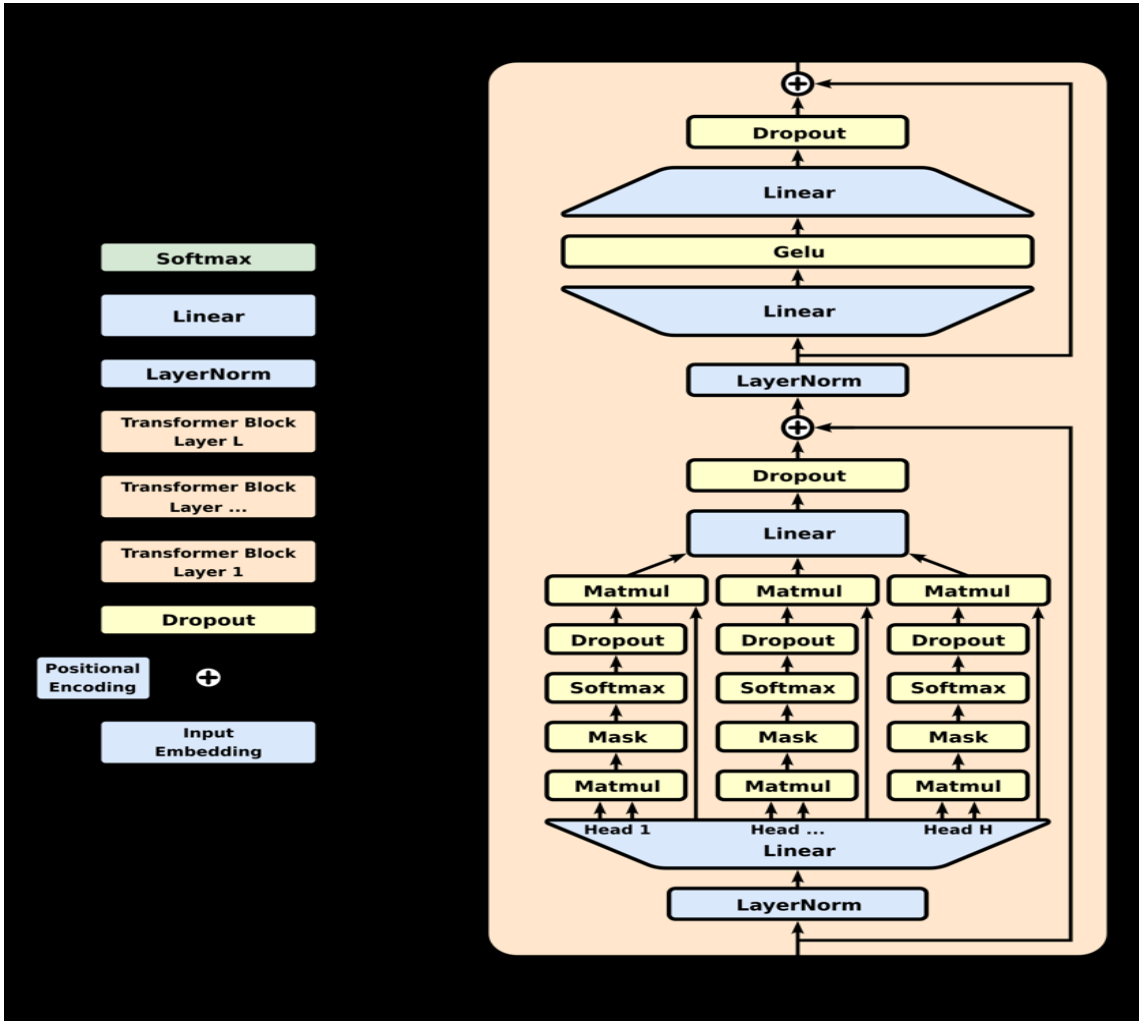 Softmax
Linear
LayerNorm
Transformer Block
Layer L
Transformer Block
Layer ...
Transformer Block
Layer 1
Dropout
Positional
Encoding
Input
Embedding
Dropout
Linear
Gelu
Linear
LayerNorm
Dropout
Linear
Matmul Matmul Matmul
Dropout Dropout Dropout
Softmax Softmax Softmax
Mask Mask Mask
Matmul Matmul Matmul
Head 1 Head ... Head H
Linear
LayerNorm